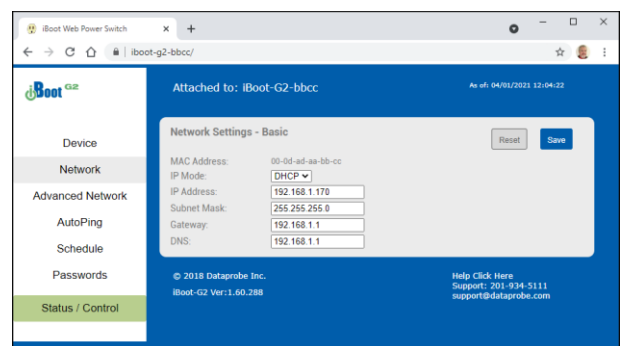 iBoot Web Power Switch
iboot-g2-bbcc/
iBoot G2
Attached to: iBoot-G2-bbcc
As of: 04/01/2021 12:04:22
Device
Network
Advanced Network
AutoPing
Schedule
Passwords
Status / Control
Network Settings - Basic
Reset
Save
MAC Address: 00-0d-ad-aa-bb-cc
IP Mode: DHCP
IP Address: 192.168.1.170
Subnet Mask: 255.255.255.0
Gateway: 192.168.1.1
DNS: 192.168.1.1
© 2018 Dataprobe Inc.
iBoot-G2 Ver:1.60.288
Help Click Here
Support: 201-934-5111
support@dataprobe.com